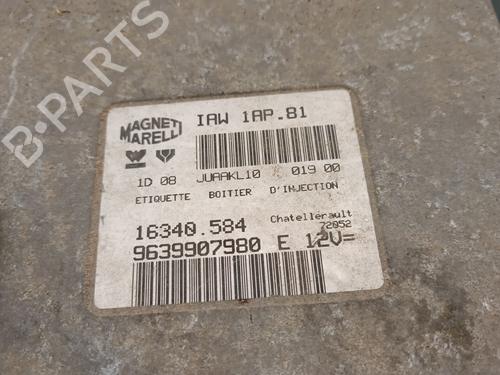 B-PARTS
MAGNETI
MARELLI
IAW 1AP.81
1D 08 JUAAKL10 019 00
ETIQUETTE BOITIER D'INJECTION
16340.584
Chatellerault
72852
9639907980 E 12V=